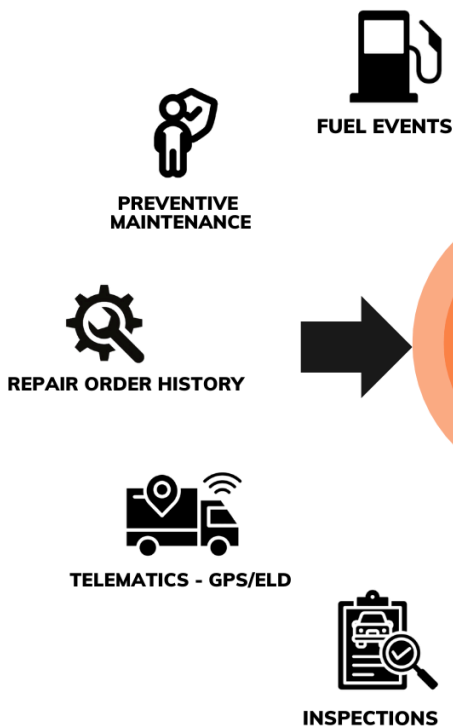 FUEL EVENTS
PREVENTIVE
MAINTENANCE
REPAIR ORDER HISTORY
TELEMATICS - GPS/ELD
INSPECTIONS